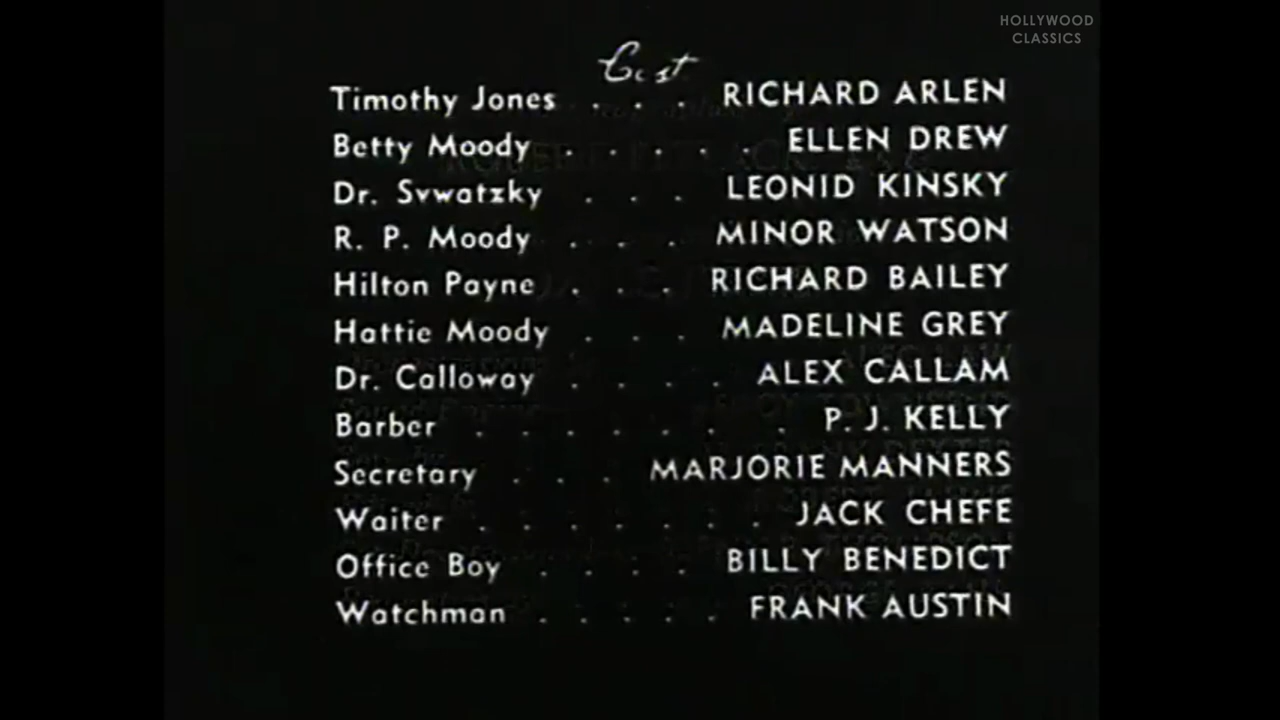 HOLLYWOOD
CLASSICS
Cast
Timothy Jones . . . RICHARD ARLEN
Betty Moody . . . . . ELLEN DREW
Dr. Svwatzky . . . LEONID KINSKY
R. P. Moody . . . MINOR WATSON
Hilton Payne . . . RICHARD BAILEY
Hattie Moody . . . MADELINE GREY
Dr. Calloway . . . . ALEX CALLAM
Barber . . . . . . . P. J. KELLY
Secretary . . . MARJORIE MANNERS
Waiter . . . . . . . JACK CHEFE
Office Boy . . . . BILLY BENEDICT
Watchman . . . . . FRANK AUSTIN